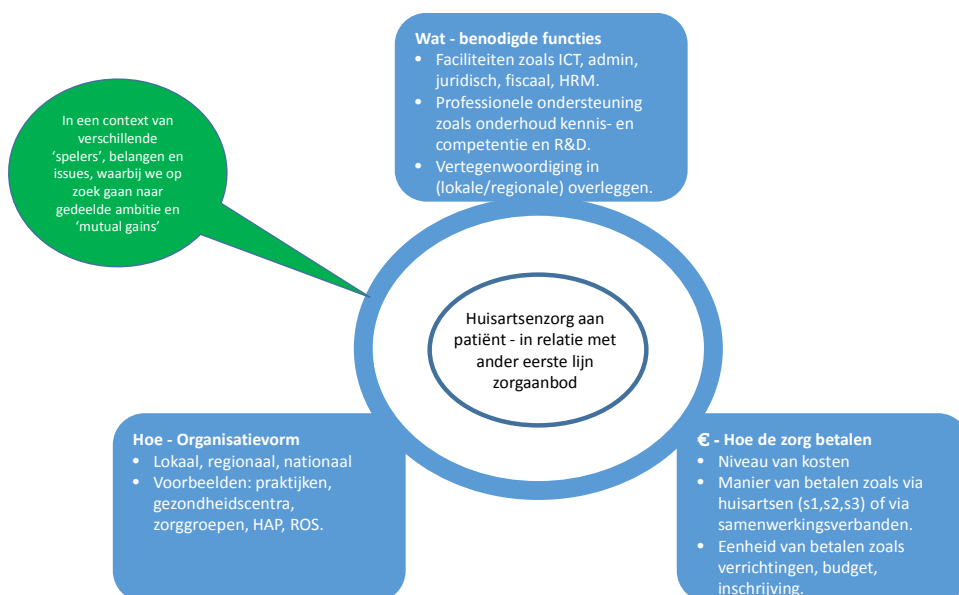 Wat - benodigde functies
• Faciliteiten zoals ICT, admin,
juridisch, fiscaal, HRM.
• Professionele ondersteuning
zoals onderhoud kennis- en
competentie en R&D.
• Vertegenwoordiging in
(lokale/regionale) overleggen.
In een context van
verschillende
‘spelers’, belangen en
issues, waarbij we op
zoek gaan naar
gedeelde ambitie en
‘mutual gains’
Huisartsenzorg aan
patiënt - in relatie met
ander eerste lijn
zorgaanbod
Hoe - Organisatievorm
• Lokaal, regionaal, nationaal
• Voorbeelden: praktijken,
gezondheidscentra,
zorggroepen, HAP, ROS.
€ - Hoe de zorg betalen
• Niveau van kosten
• Manier van betalen zoals via
huisartsen (s1,s2,s3) of via
samenwerkingsverbanden.
• Eenheid van betalen zoals
verrichtingen, budget,
inschrijving.